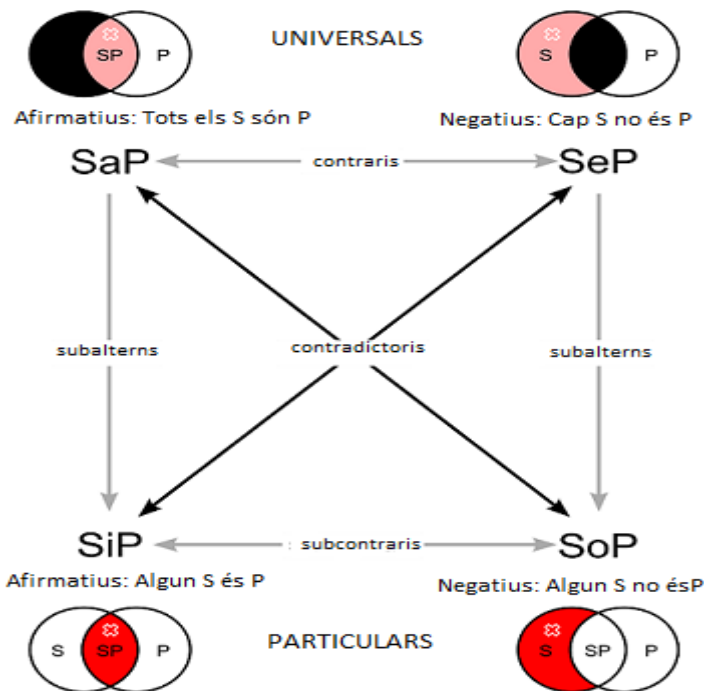 UNIVERSALS
SP P
S P
Afirmatius: Tots els S són P
Negatius: Cap S no és P
SaP
contraris
SeP
subalterns
contradictoris
subalterns
SiP
: subcontraris
SoP
Afirmatius: Algun S és P
Negatius: Algun S no ésP
S SP P
PARTICULARS
S SP P